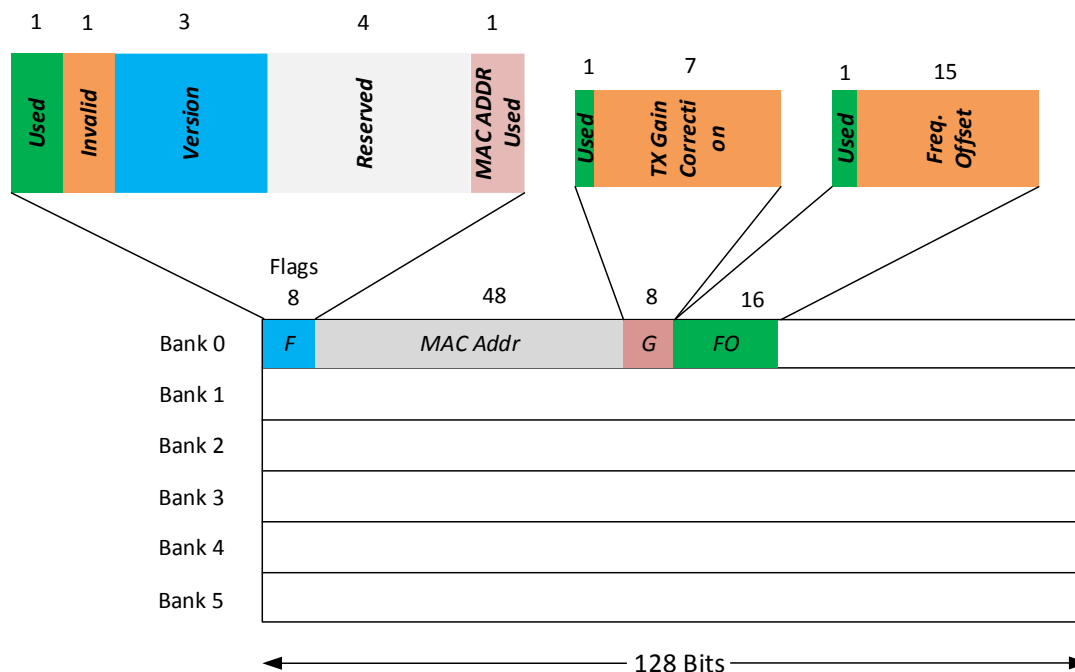 1 1 3 4 1
Used
Invalid
Version
Reserved
MAC ADDR
Used
1 7
Used
TX Gain
Correcti
on
1 15
Used
Freq.
Offset
Flags
8 48 8 16
Bank 0 F MAC Addr G FO
Bank 1
Bank 2
Bank 3
Bank 4
Bank 5
128 Bits